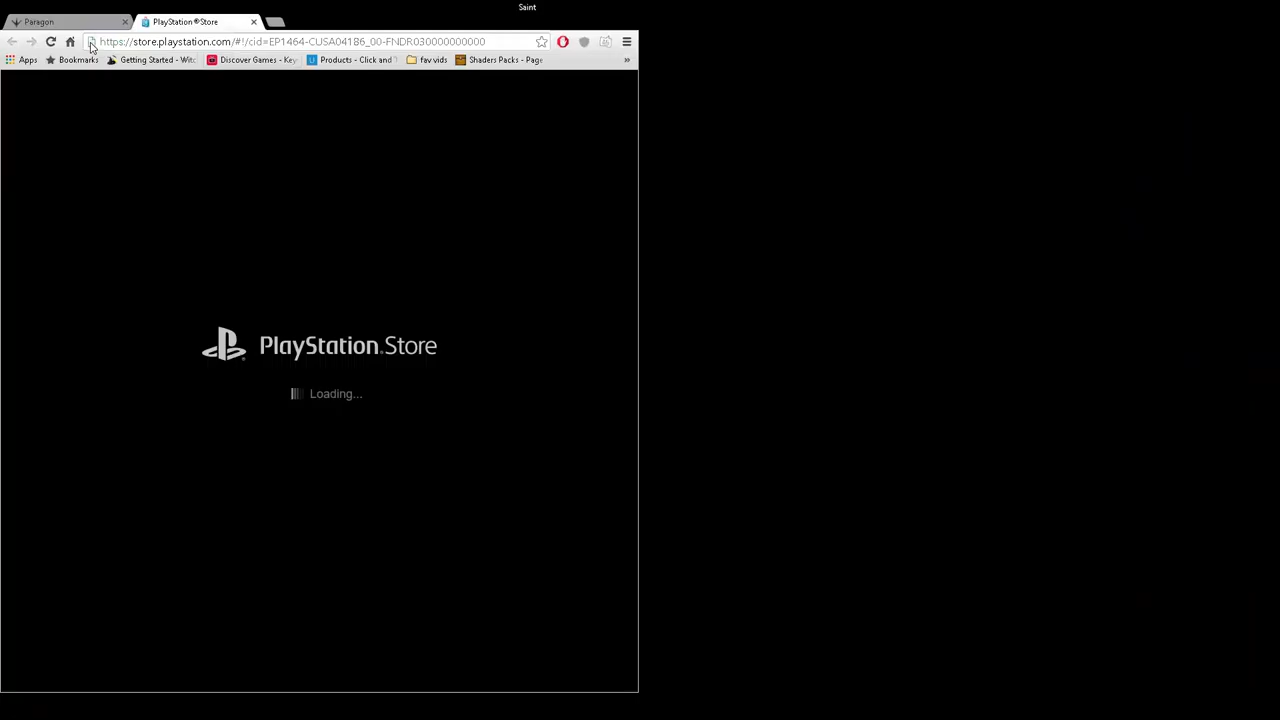 Saint
Paragon
PlayStation®Store
https://store.playstation.com/#!/cid=EP1464-CUSA04186_00-FNDR030000000000
Apps Bookmarks Getting Started - Witc Discover Games - Key Products - Click and T fav vids Shaders Packs - Page »
PlayStation®Store
Loading...